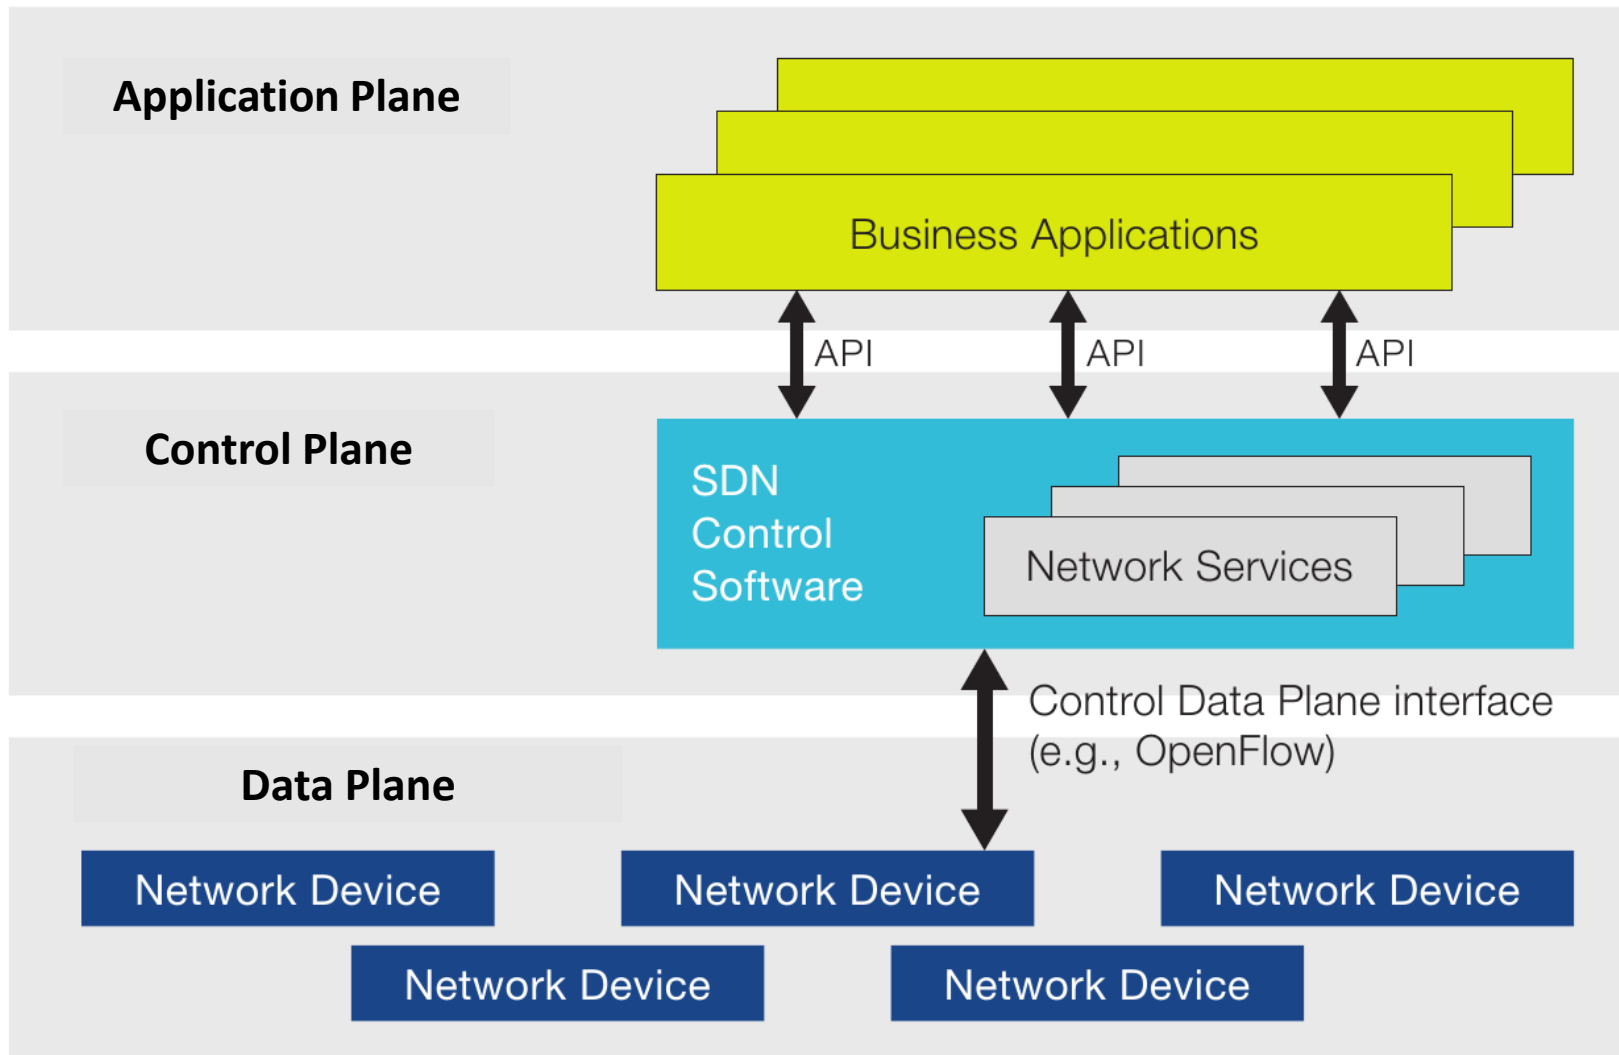 Application Plane
Business Applications
API
API
API
Control Plane
SDN
Control
Software
Network Services
Control Data Plane interface
(e.g., OpenFlow)
Data Plane
Network Device
Network Device
Network Device
Network Device
Network Device